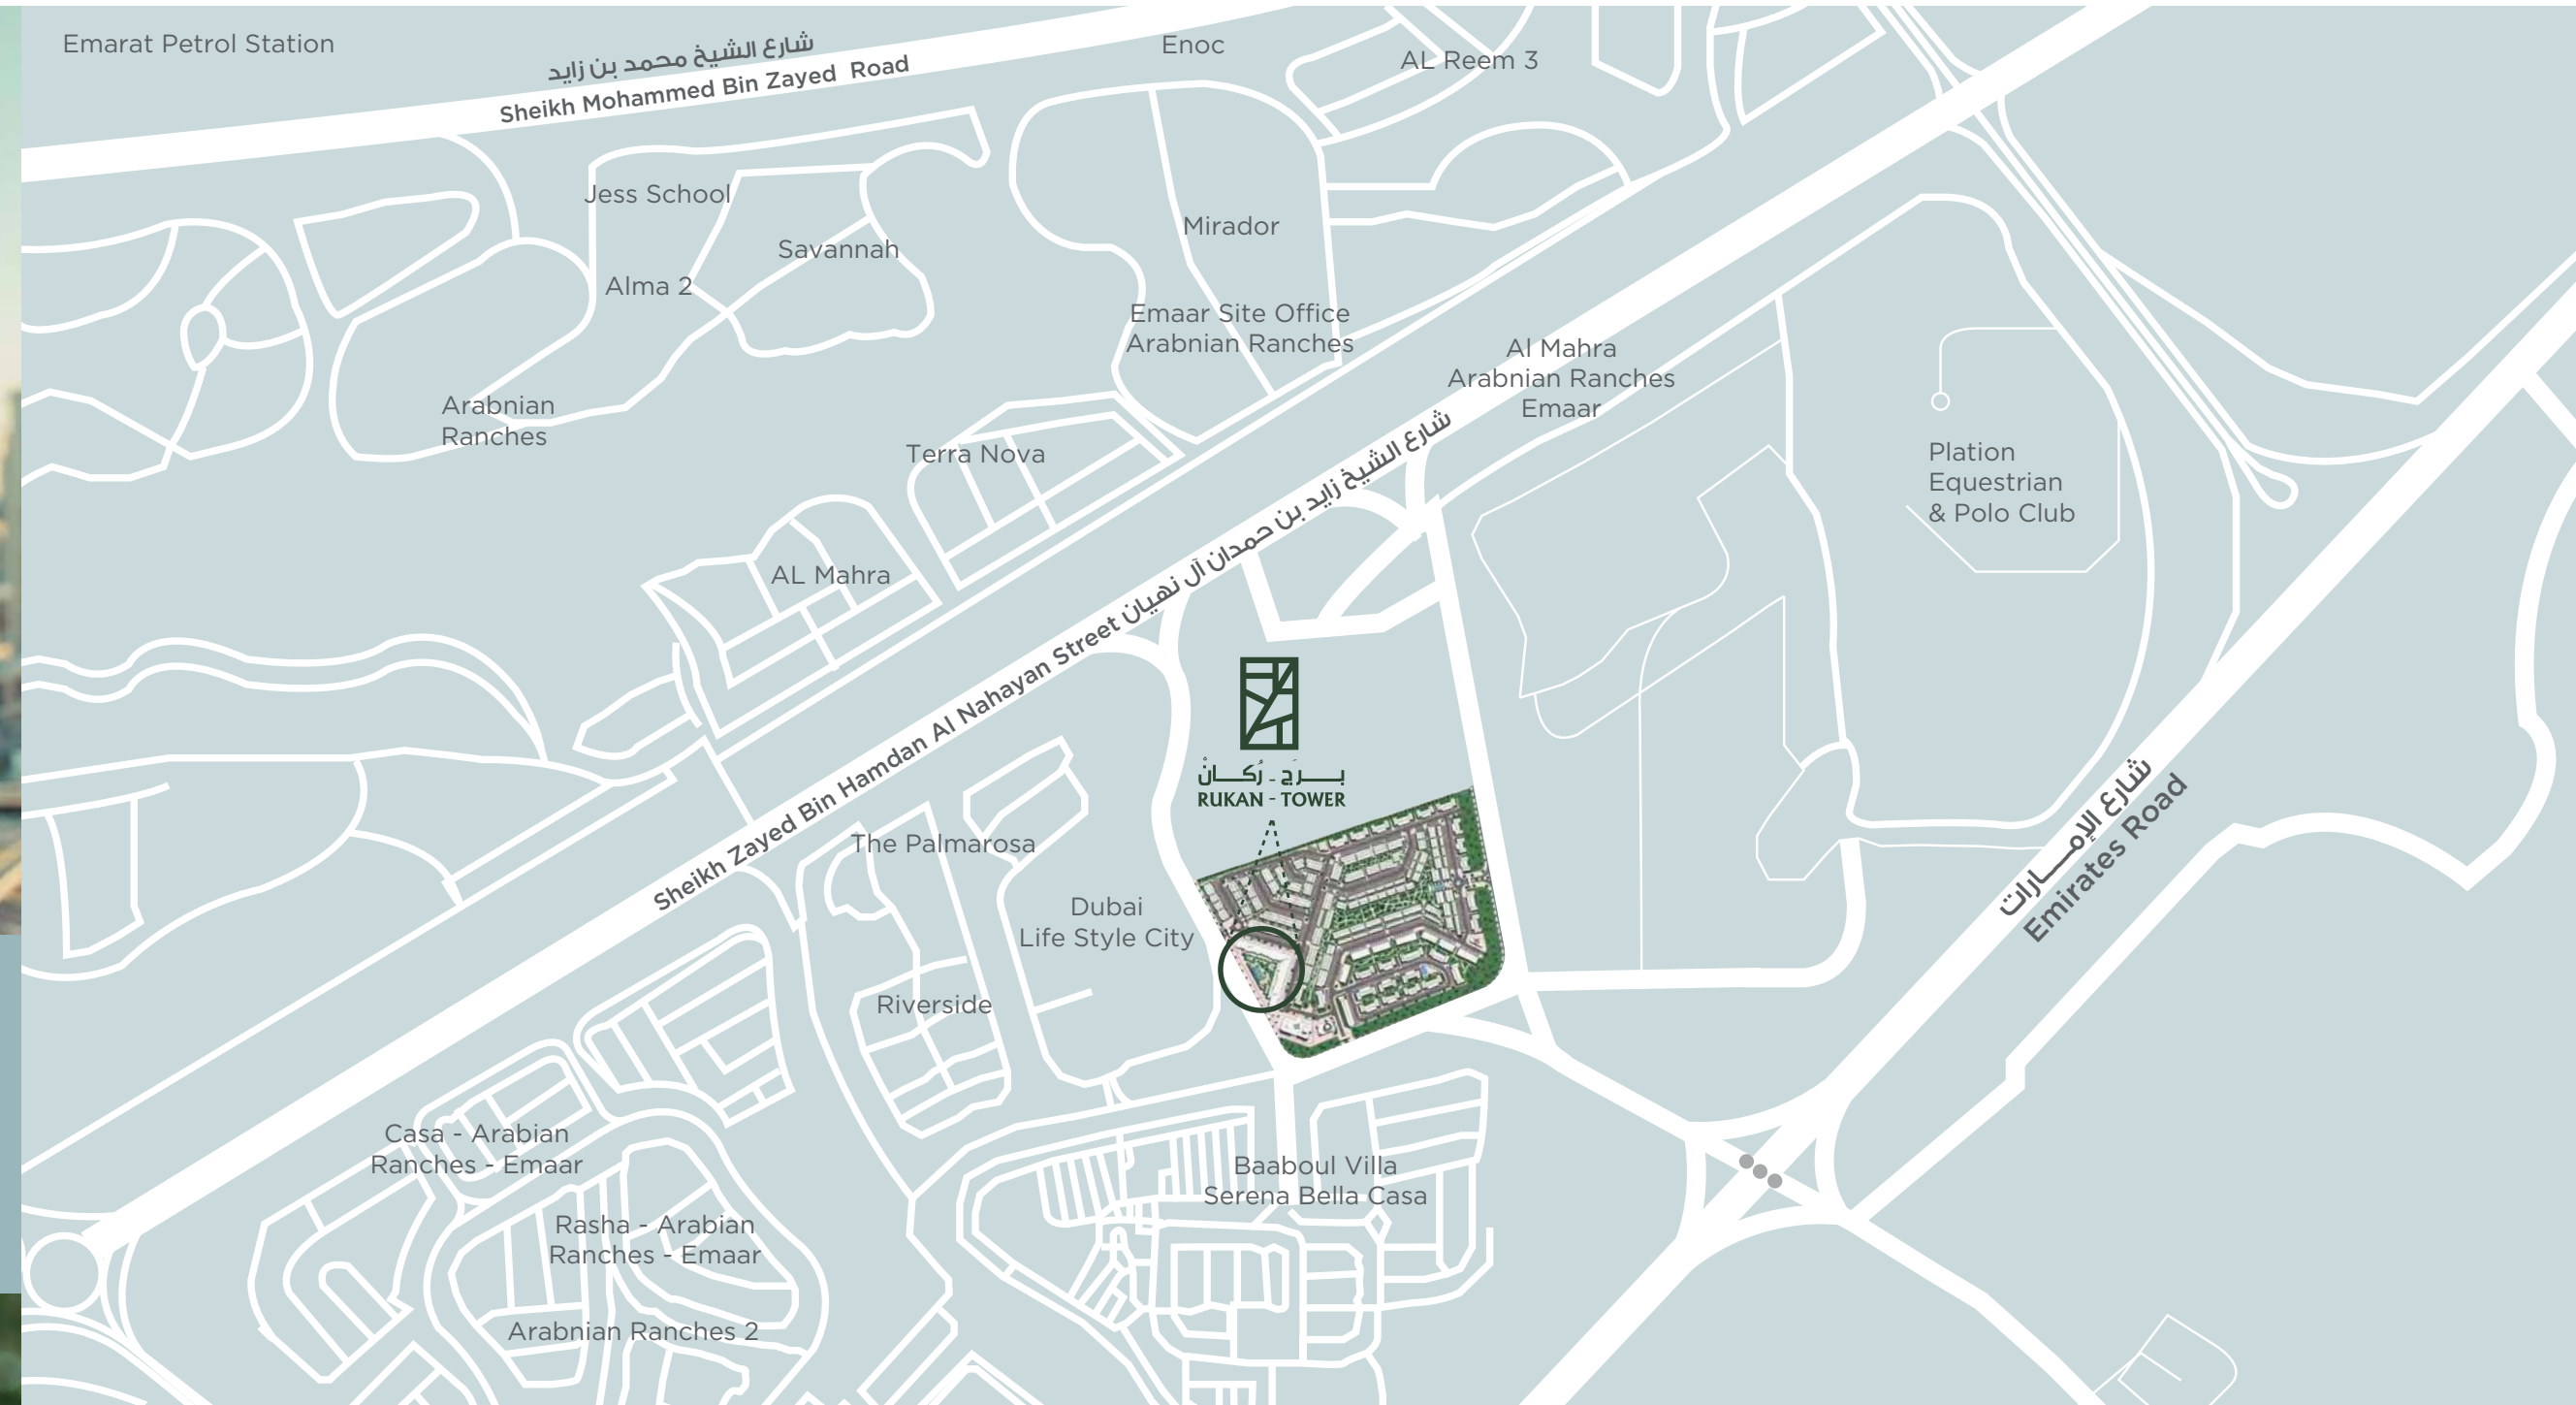 Emarat Petrol Station
شارع الشيخ محمد بن زايد
Sheikh Mohammed Bin Zayed Road
Enoc
AL Reem 3
Jess School
Savannah
Alma 2
Mirador
Emaar Site Office
Arabnian Ranches
Al Mahra
Arabnian Ranches
Emaar
Arabnian
Ranches
Terra Nova
Plation
Equestrian
& Polo Club
AL Mahra
Sheikh Zayed Bin Hamdan Al Nahayan Street شارع الشيخ زايد بن حمدان آل نهيان
بـرج - رُكـانْ
RUKAN - TOWER
The Palmarosa
Dubai
Life Style City
شارع الإمـــارات
Emirates Road
Riverside
Casa - Arabian
Ranches - Emaar
Baaboul Villa
Serena Bella Casa
Rasha - Arabian
Ranches - Emaar
Arabnian Ranches 2